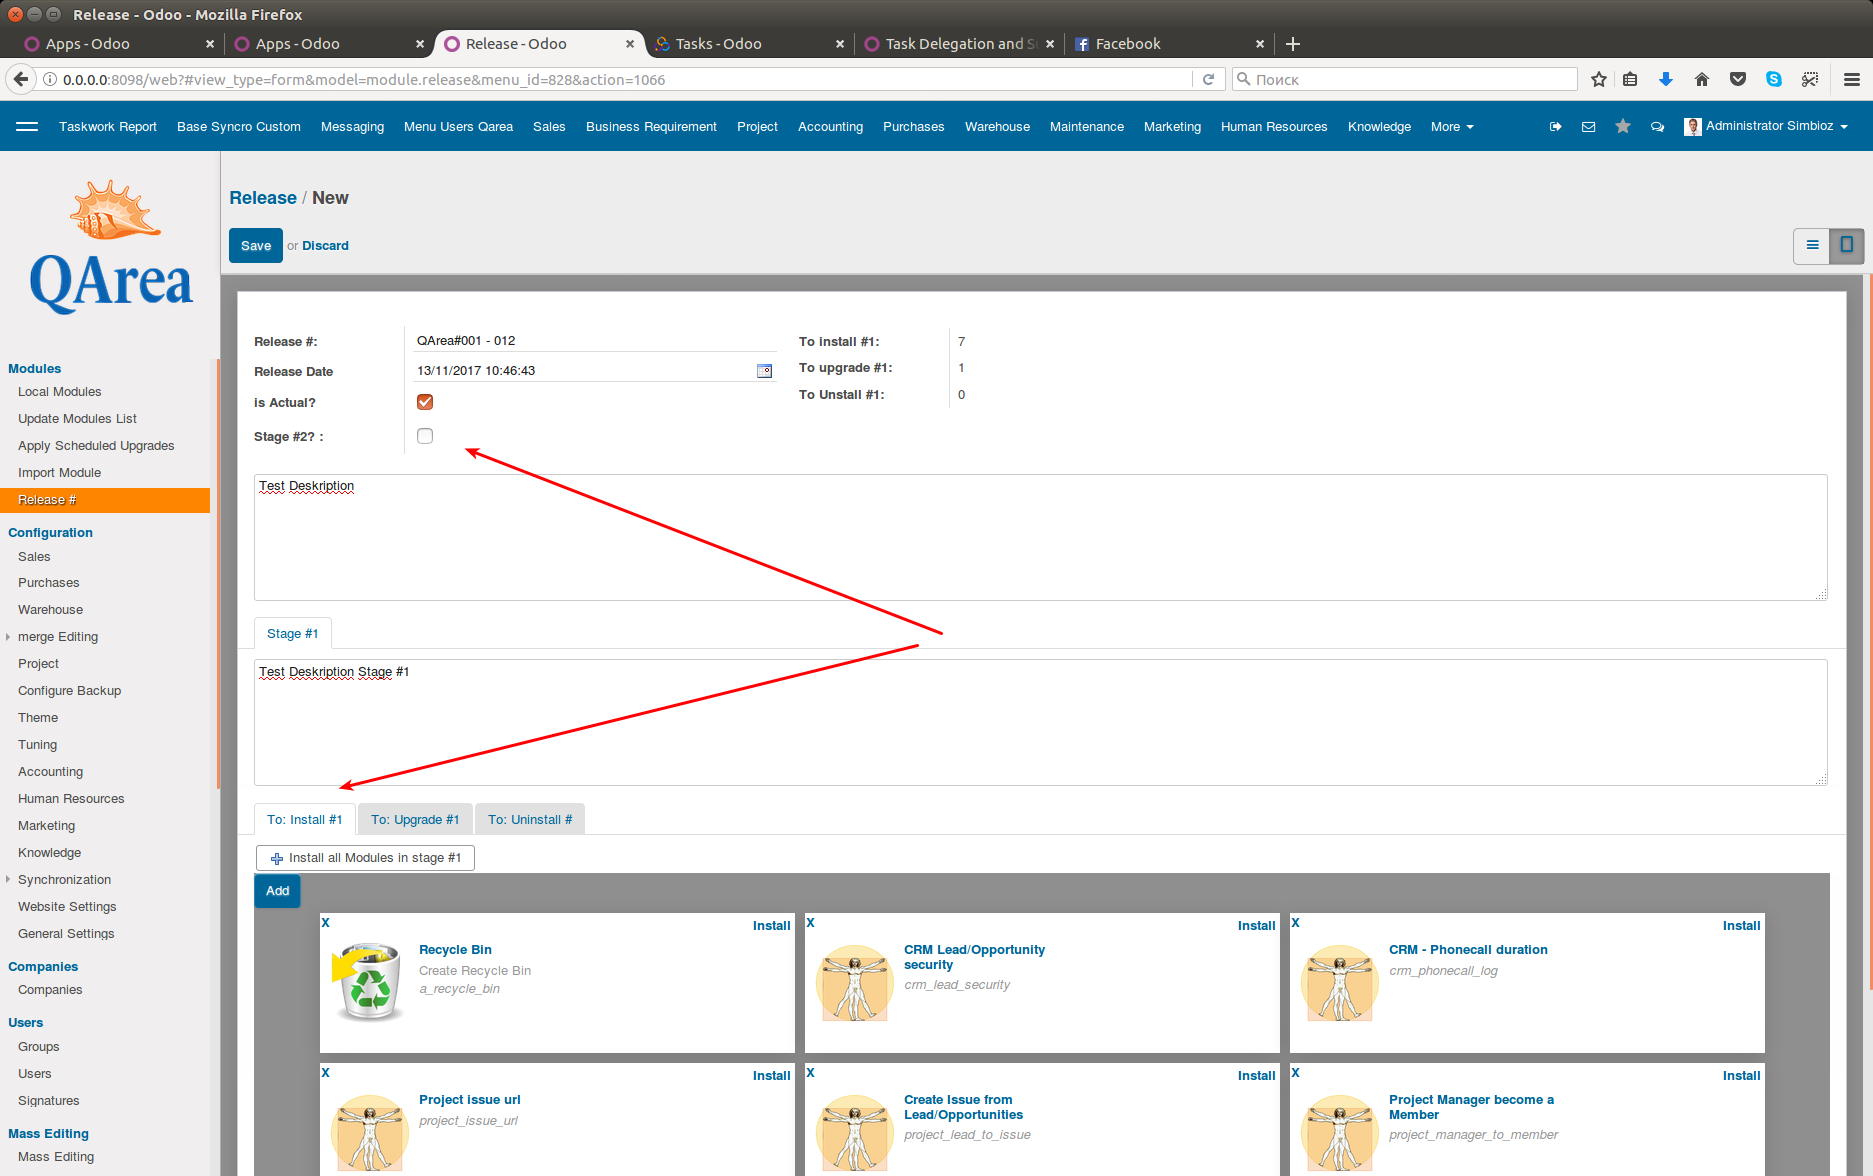 Release - Odoo - Mozilla Firefox
Apps - Odoo
Apps - Odoo
Release - Odoo
Tasks - Odoo
Task Delegation and Su
Facebook
0.0.0.0:8098/web?#view_type=form&model=module.release&menu_id=828&action=1066
Поиск
Taskwork Report Base Syncro Custom Messaging Menu Users Qarea Sales Business Requirement Project Accounting Purchases Warehouse Maintenance Marketing Human Resources Knowledge More
Administrator Simbioz
QArea
Modules
Local Modules
Update Modules List
Apply Scheduled Upgrades
Import Module
Release #
Configuration
Sales
Purchases
Warehouse
merge Editing
Project
Configure Backup
Theme
Tuning
Accounting
Human Resources
Marketing
Knowledge
Synchronization
Website Settings
General Settings
Companies
Companies
Users
Groups
Users
Signatures
Mass Editing
Mass Editing
Release / New
Save or Discard
Release #: QArea#001 - 012
Release Date 13/11/2017 10:46:43
is Actual?
Stage #2? :
To install #1: 7
To upgrade #1: 1
To Unstall #1: 0
Test Deskription
Stage #1
Test Deskription Stage #1
To: Install #1 To: Upgrade #1 To: Uninstall #
Install all Modules in stage #1
Add
X Install
Recycle Bin
Create Recycle Bin
a_recycle_bin
X Install
CRM Lead/Opportunity
security
crm_lead_security
X Install
CRM - Phonecall duration
crm_phonecall_log
X Install
Project issue url
project_issue_url
X Install
Create Issue from
Lead/Opportunities
project_lead_to_issue
X Install
Project Manager become a
Member
project_manager_to_member